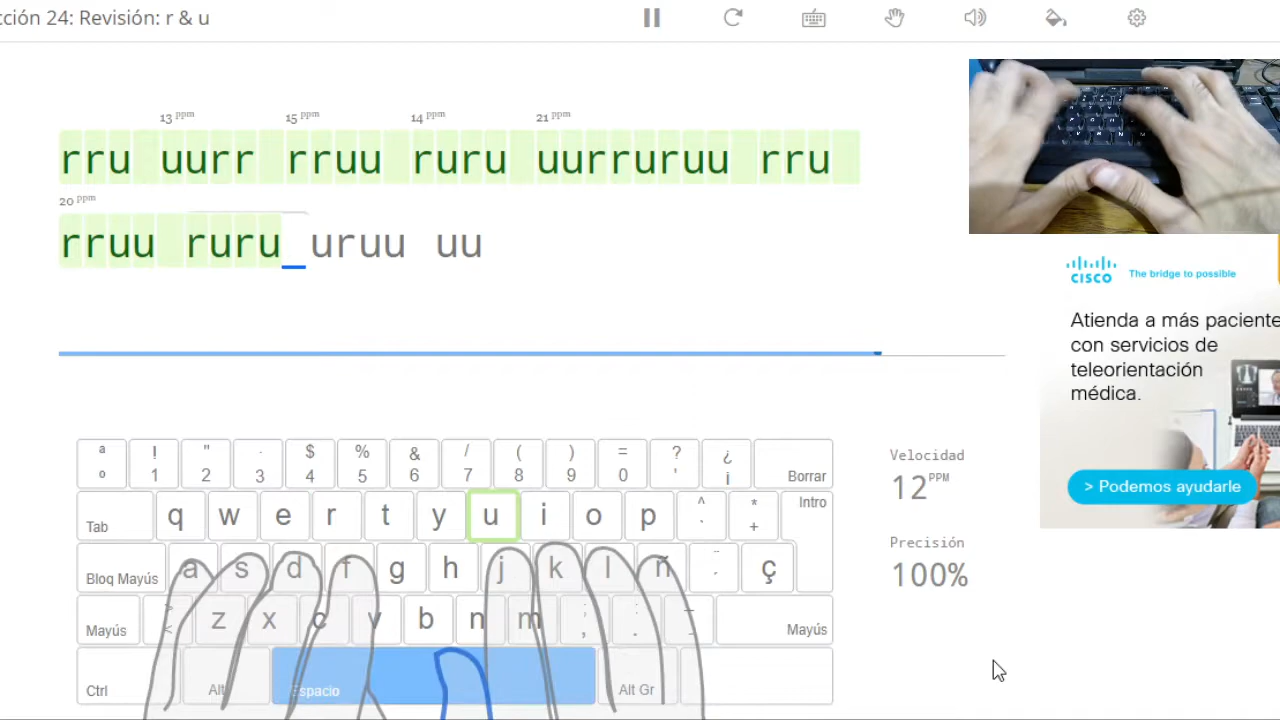 cción 24: Revisión: r & u
13 ppm 15 ppm 14 ppm 21 ppm
rru uurr rruu ruru uurruruu rru
20 ppm
rruu ruru uruu uu
CISCO The bridge to possible
Atienda a más paciente
con servicios de
teleorientación
médica.
> Podemos ayudarle
ª ! " · $ % & / ( ) = ? ¿
º 1 2 3 4 5 6 7 8 9 0 ' ¡ Borrar
Tab q w e r t y u i o p ^ ` * + Intro
Bloq Mayús a s d f g h j k l ñ ¨ ´ ç
Mayús > < z x c v b n m ; , : . _ - Mayús
Ctrl Alt Espacio Alt Gr
Velocidad
12 PPM
Precisión
100%